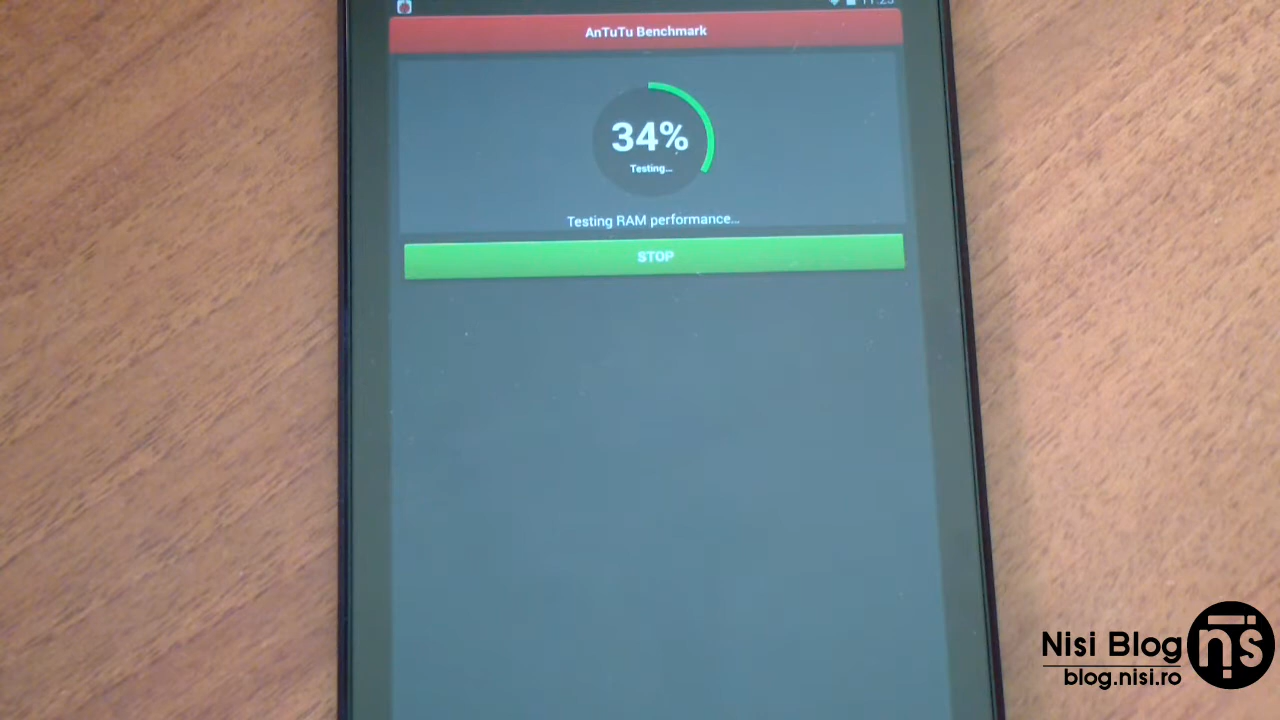 AnTuTu Benchmark
34%
Testing...
Testing RAM performance...
STOP
Nisi Blog
n!s
blog.nisi.ro